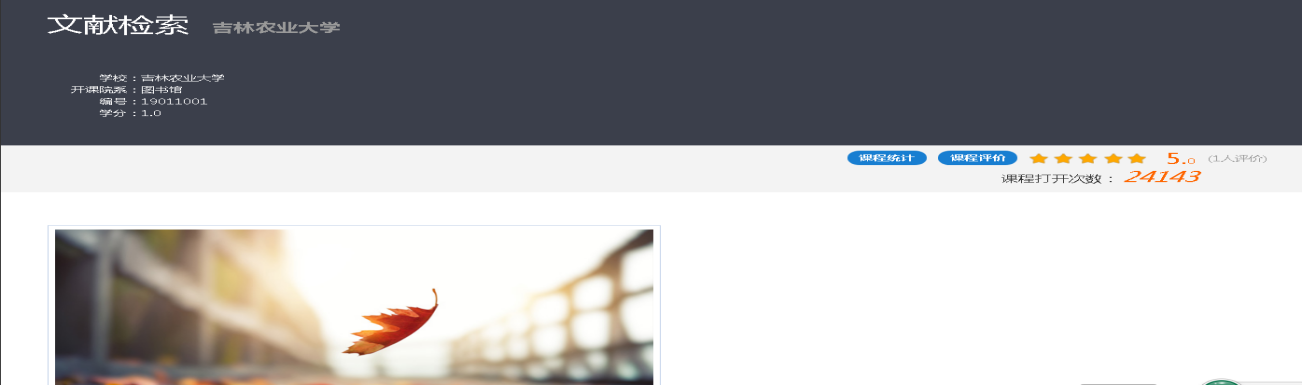 文献检索 吉林农业大学
学校：吉林农业大学
开课院系：图书馆
编号：19011001
学分：1.0
课程统计 课程评价 5.0 (1人评价)
课程打开次数： 24143